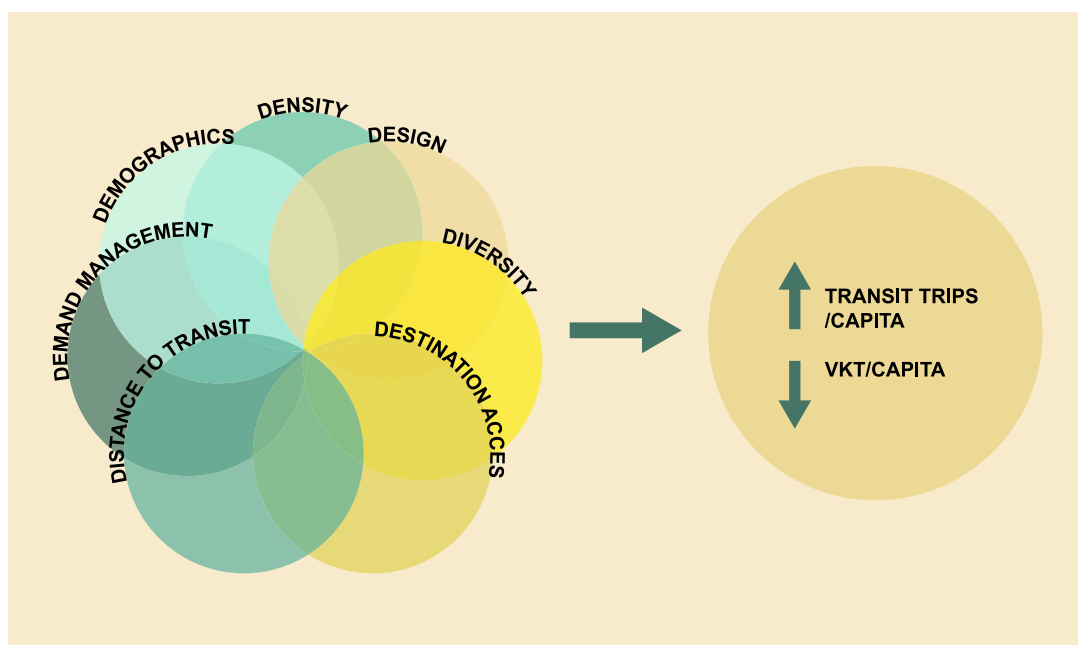 DENSITY
DESIGN
DEMOGRAPHICS
DIVERSITY
DEMAND MANAGEMENT
DISTANCE TO TRANSIT
DESTINATION ACCES
TRANSIT TRIPS
/CAPITA
VKT/CAPITA